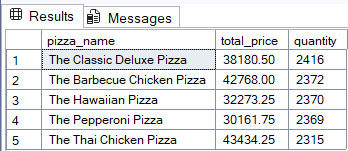 Results Messages
pizza_name total_price quantity
1 The Classic Deluxe Pizza 38180.50 2416
2 The Barbecue Chicken Pizza 42768.00 2372
3 The Hawaiian Pizza 32273.25 2370
4 The Pepperoni Pizza 30161.75 2369
5 The Thai Chicken Pizza 43434.25 2315